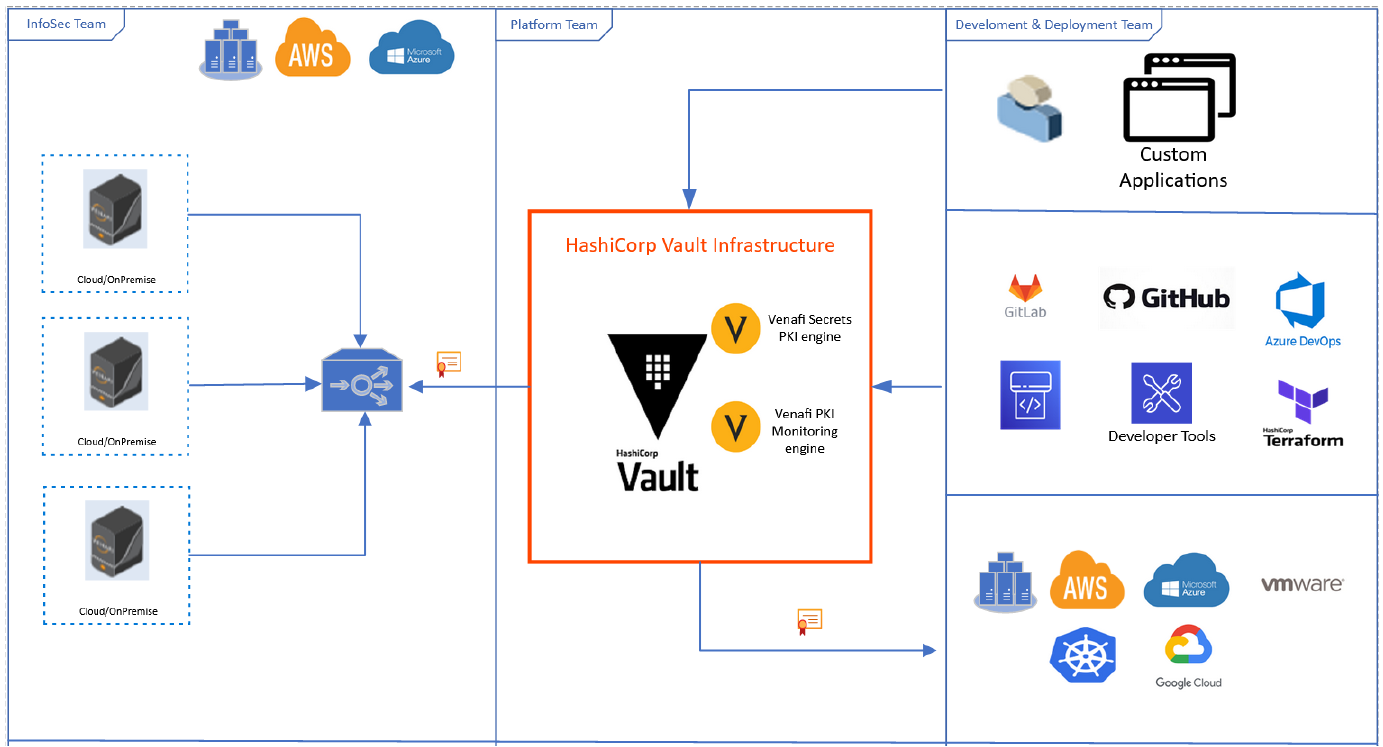 InfoSec Team
Platform Team
Develoment & Deployment Team
AWS
Microsoft
Azure
Custom
Applications
Cloud/OnPremise
HashiCorp Vault Infrastructure
Venafi Secrets
PKI engine
GitLab
GitHub
Azure DevOps
Cloud/OnPremise
Venafi PKI
Monitoring
engine
HashiCorp
Vault
Developer Tools
HashiCorp
Terraform
Cloud/OnPremise
AWS
Microsoft
Azure
vmware
Google Cloud